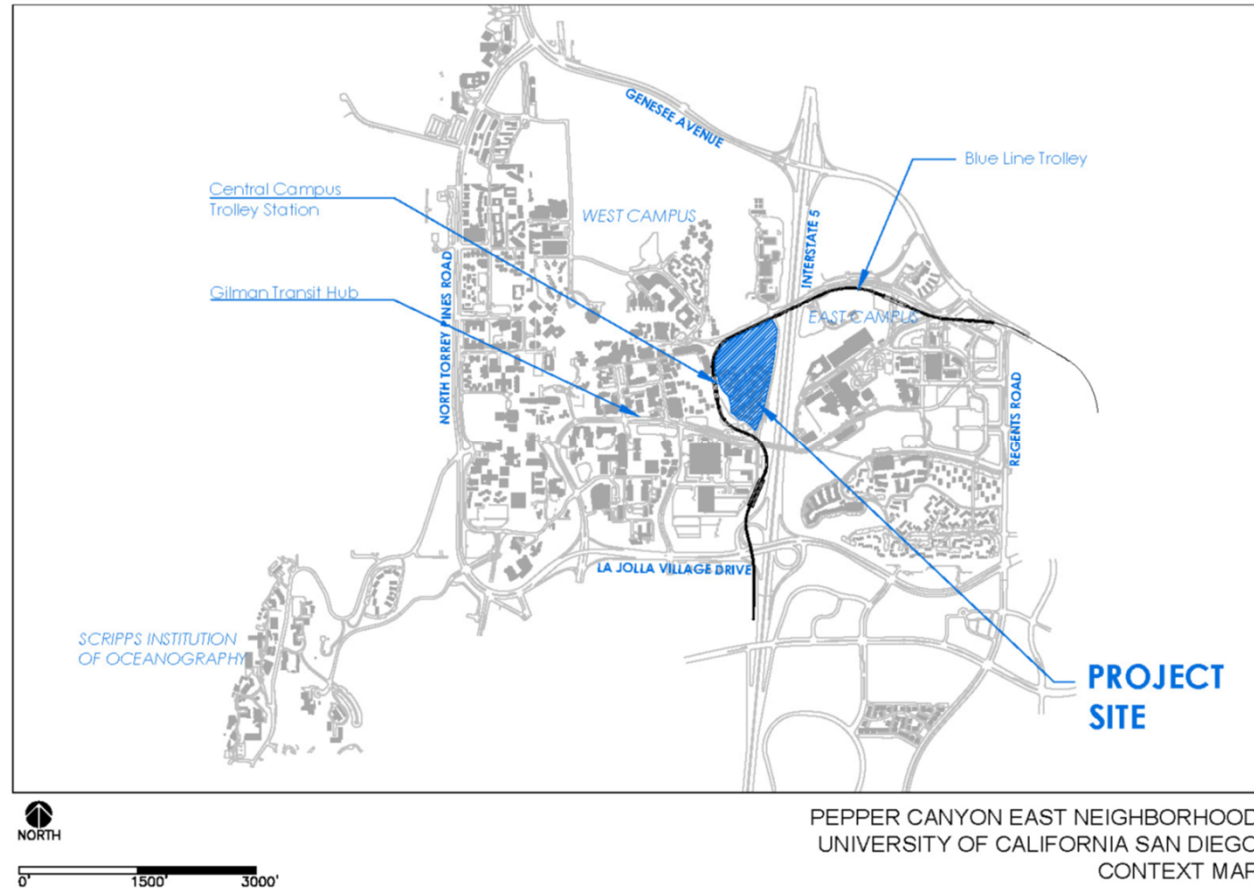 GENESEE AVENUE
Blue Line Trolley
Central Campus
Trolley Station
WEST CAMPUS
INTERSTATE 5
NORTH TORREY PINES ROAD
Gilman Transit Hub
EAST CAMPUS
REGENTS ROAD
LA JOLLA VILLAGE DRIVE
SCRIPPS INSTITUTION
OF OCEANOGRAPHY
PROJECT
SITE
NORTH
0' 1500' 3000'
PEPPER CANYON EAST NEIGHBORHOOD
UNIVERSITY OF CALIFORNIA SAN DIEGO
CONTEXT MAP